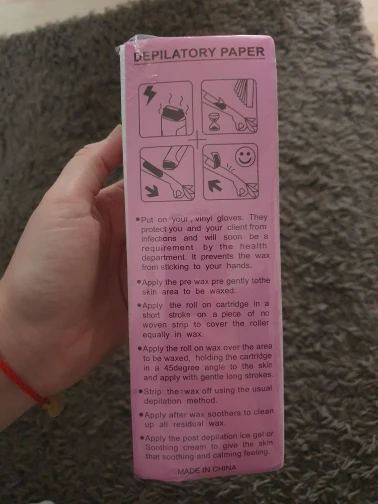 DEPILATORY PAPER
Put on your, vinyl gloves. They
protect you and your client from
infections and will soon be a
requirement by the health
department. It prevents the wax
from sticking to your hands.
Apply the pre wax pre gently tothe
skin area to be waxed.
Apply the roll on cartridge in a
short stroke on a piece of no
woven strip to cover the roller
equally in wax.
Apply the roll on wax over the area
to be waxed, holding the cartridge
in a 45degree angle to the skin
and apply with gentle long strokes.
Strip the wax off using the usual
depilation method.
Apply after wax soothers to clean
up all residual wax.
Apply the post depilation ice gel or
Soothing cream to give the skin
that soothing and calming feeling.
MADE IN CHINA